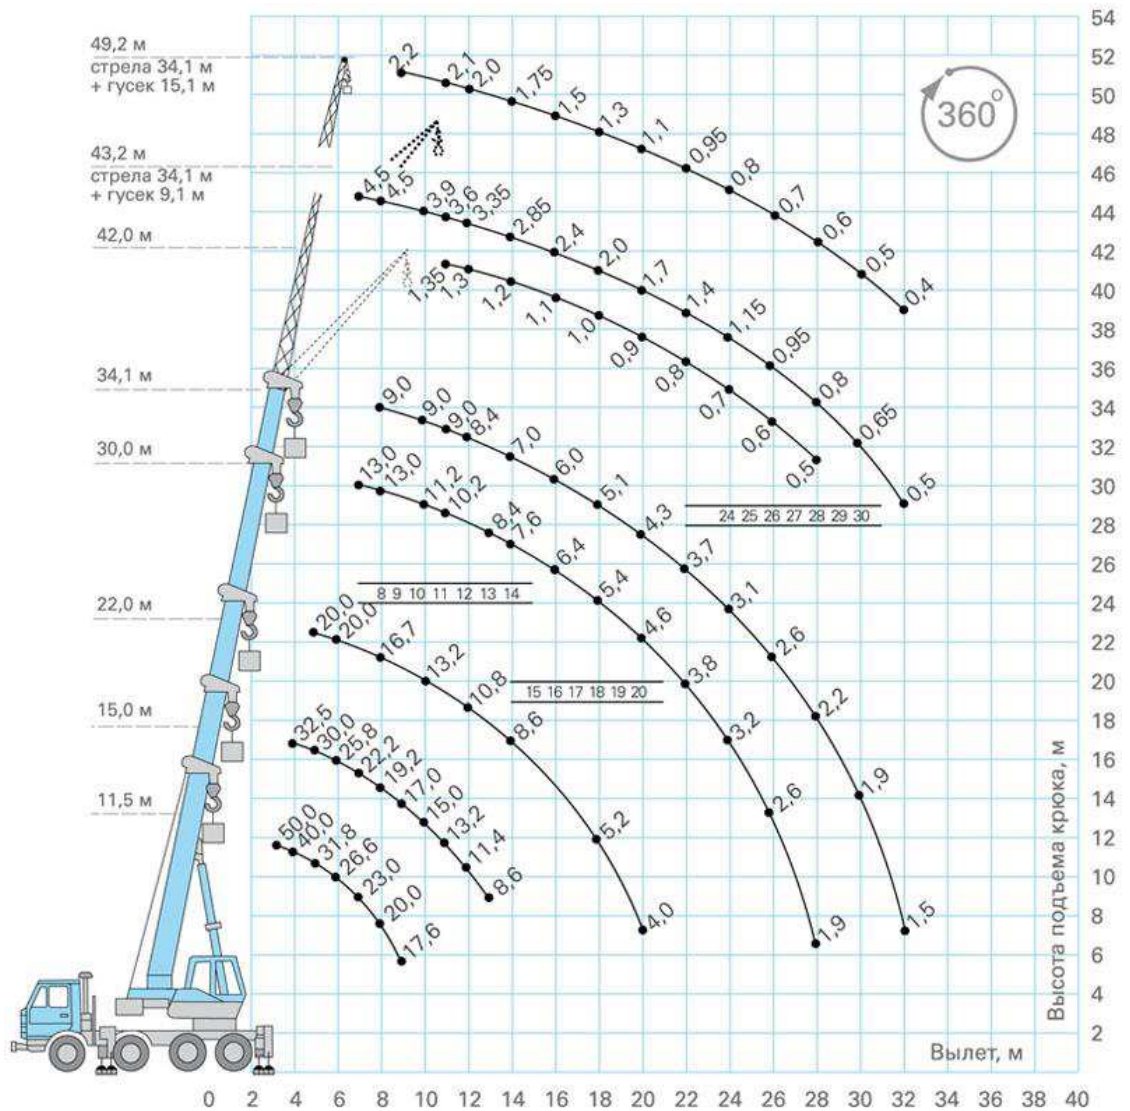 49,2 м
стрела 34,1 м
+ гусек 15,1 м
43,2 м
стрела 34,1 м
+ гусек 9,1 м
42,0 м
34,1 м
30,0 м
22,0 м
15,0 м
11,5 м
360°
2,2 2,1 2,0 1,75 1,5 1,3 1,1 0,95 0,8 0,7 0,6 0,5 0,4
4,5 4,5 3,9 3,6 3,35 2,85 2,4 2,0 1,7 1,4 1,15 0,95 0,8 0,65 0,5
1,35 1,3 1,2 1,1 1,0 0,9 0,8 0,7 0,6 0,5
9,0 9,0 9,0 8,4 7,0 6,0 5,1 4,3 3,7 3,1 2,6 2,2 1,9 1,5
24 25 26 27 28 29 30
13,0 13,0 11,2 10,2 8,4 7,6 6,4 5,4 4,6 3,8 3,2 2,6 1,9
8 9 10 11 12 13 14
20,0 20,0 16,7 13,2 10,8 8,6 5,2 4,0
15 16 17 18 19 20
32,5 30,0 25,8 22,2 19,2 17,0 15,0 13,2 11,4 8,6
50,0 40,0 31,8 26,6 23,0 20,0 17,6
54
52
50
48
46
44
42
40
38
36
34
32
30
28
26
24
22
20
18
16
14
12
10
8
6
4
2
Высота подъема крюка, м
Вылет, м
0 2 4 6 8 10 12 14 16 18 20 22 24 26 28 30 32 34 36 38 40